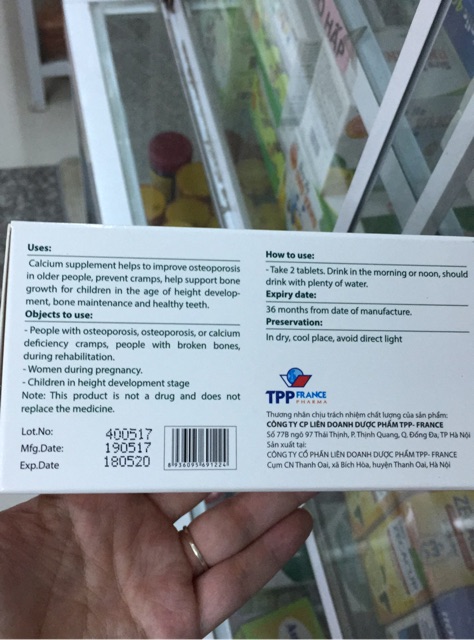 Ộ HẤP
Uses:
Calcium supplement helps to improve osteoporosis
in older people, prevent cramps, help support bone
growth for children in the age of height develop-
ment, bone maintenance and healthy teeth.
Objects to use:
- People with osteoporosis, osteoporosis, or calcium
deficiency cramps, people with broken bones,
during rehabilitation.
- Women during pregnancy.
- Children in height development stage
Note: This product is not a drug and does not
replace the medicine.
Lot.No: 400517
Mfg.Date: 190517
Exp.Date 180520
8936095691224
How to use:
- Take 2 tablets. Drink in the morning or noon, should
drink with plenty of water.
Expiry date:
36 months from date of manufacture.
Preservation:
In dry, cool place, avoid direct light
TPP FRANCE
PHARMA
Thương nhân chịu trách nhiệm chất lượng của sản phẩm:
CÔNG TY CP LIÊN DOANH DƯỢC PHẨM TPP- FRANCE
Số 77B ngõ 97 Thái Thịnh, P. Thịnh Quang, Q. Đống Đa, TP Hà Nội
Sản xuất tại:
CÔNG TY CỔ PHẦN LIÊN DOANH DƯỢC PHẨM TPP- FRANCE
Cụm CN Thanh Oai, xã Bích Hòa, huyện Thanh Oai, Hà Nội